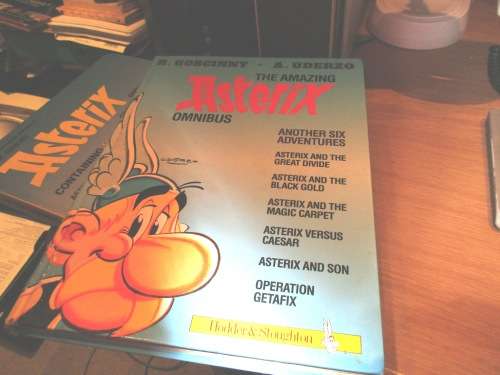 R. GOSCINNY - A. UDERZO
THE AMAZING
Asterix
OMNIBUS
ANOTHER SIX
ADVENTURES
ASTERIX AND THE
GREAT DIVIDE
ASTERIX AND THE
BLACK GOLD
ASTERIX AND THE
MAGIC CARPET
ASTERIX VERSUS
CAESAR
ASTERIX AND SON
OPERATION
GETAFIX
Hodder & Stoughton
Asterix
CONTAINING